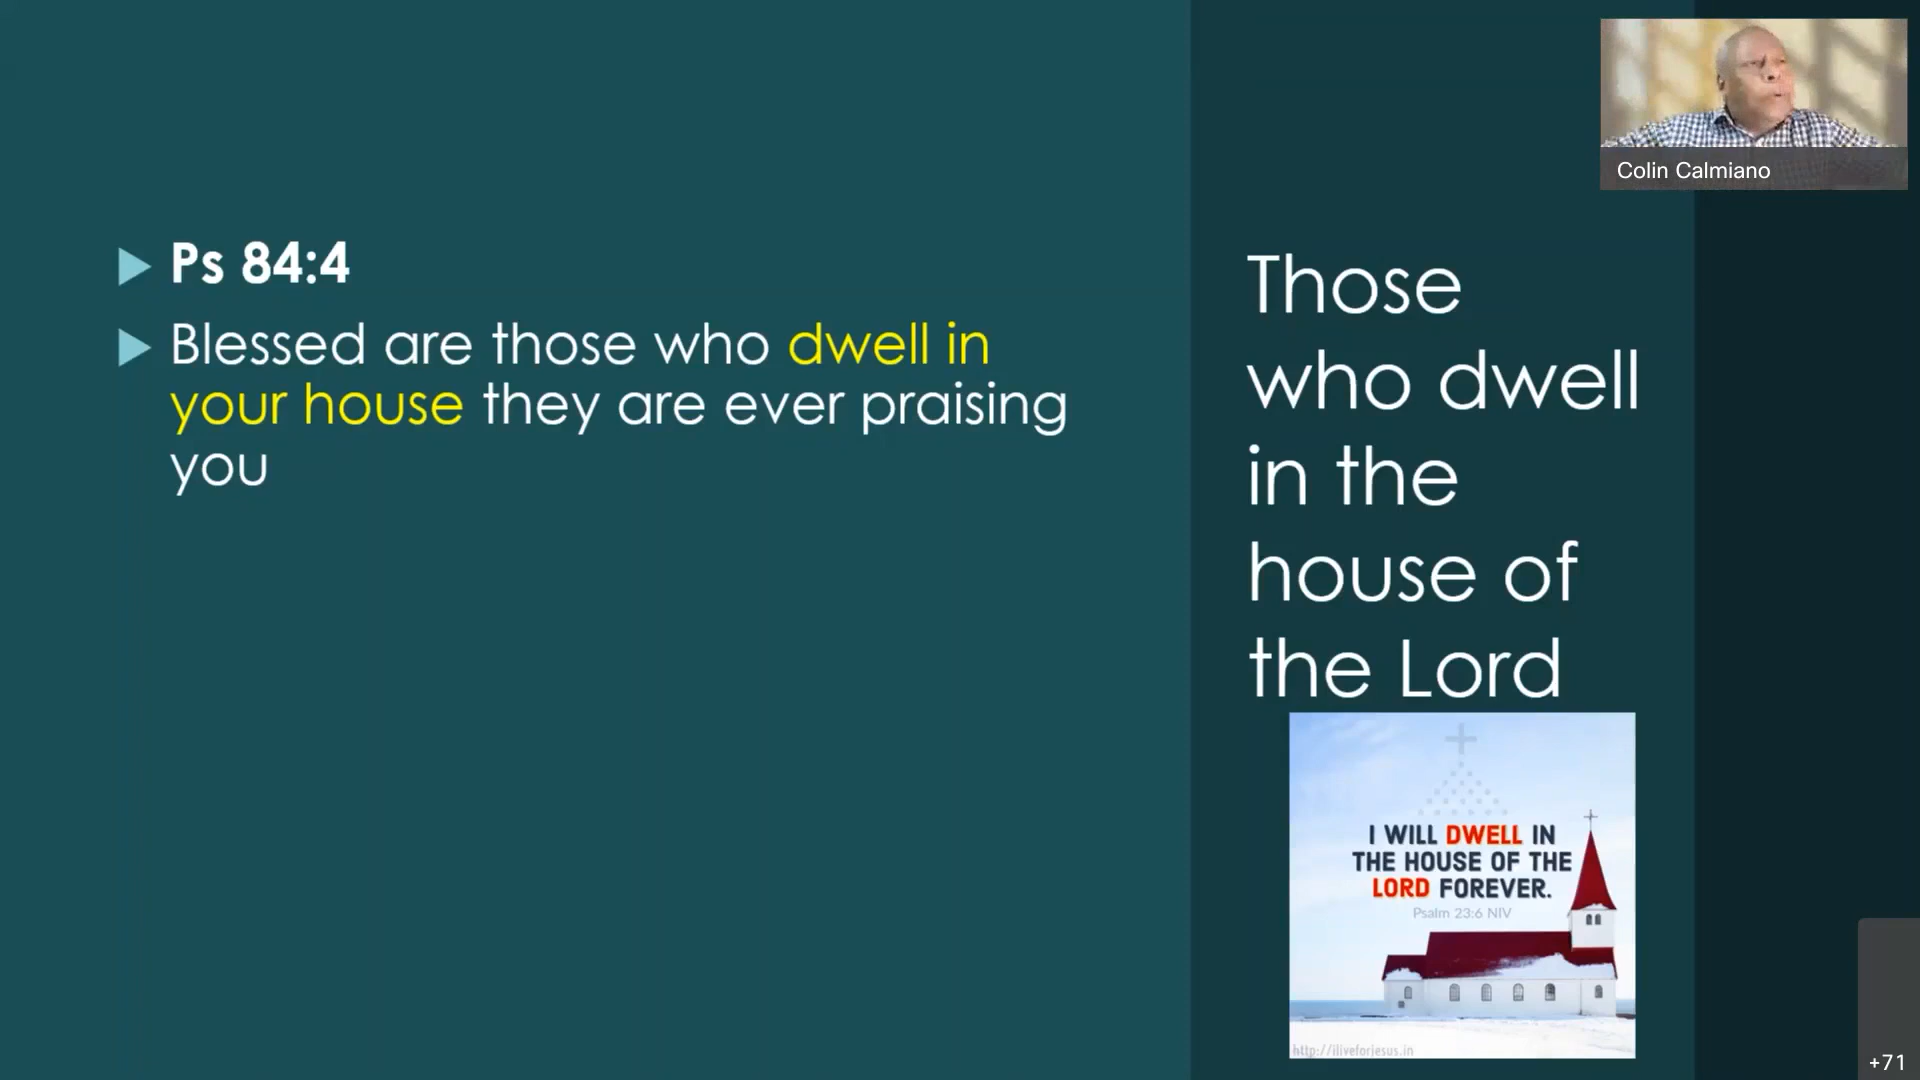 Ps 84:4
Blessed are those who dwell in
your house they are ever praising
you
Those
who dwell
in the
house of
the Lord
I WILL DWELL IN
THE HOUSE OF THE
LORD FOREVER.
Psalm 23:6 NIV
http://iliveforjesus.in
Colin Calmiano
+71